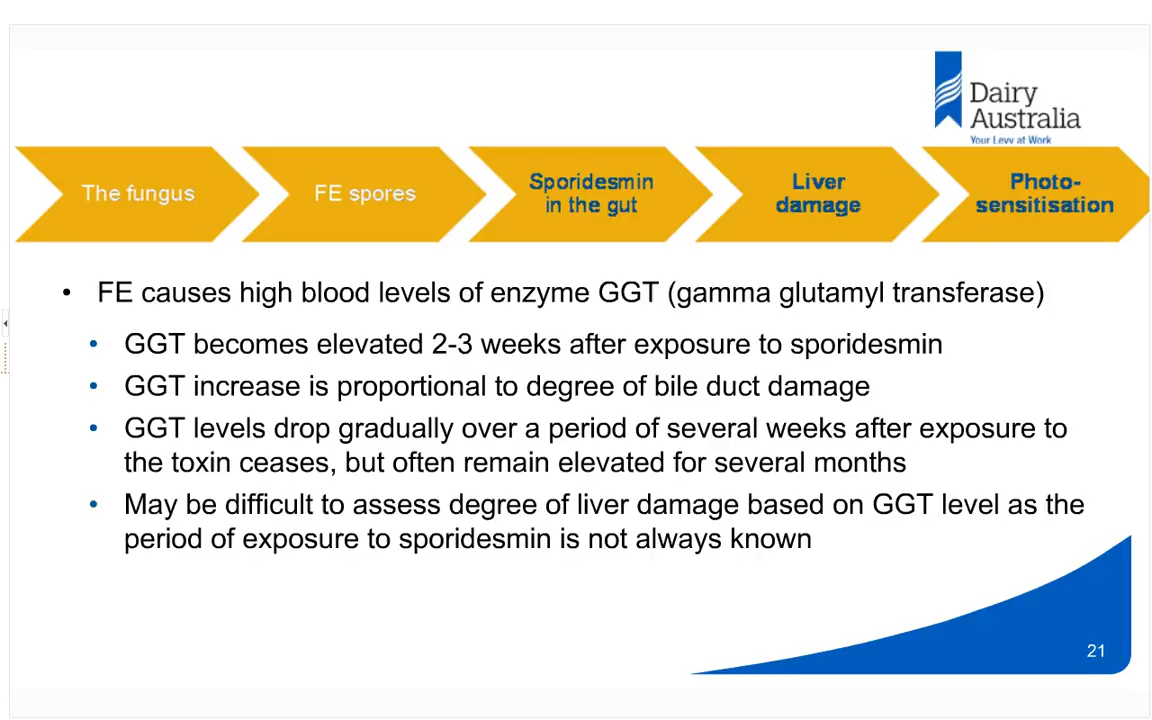 Dairy
Australia
Your Levy at Work
The fungus
FE spores
Sporidesmin
in the gut
Liver
damage
Photo-
sensitisation
• FE causes high blood levels of enzyme GGT (gamma glutamyl transferase)
• GGT becomes elevated 2-3 weeks after exposure to sporidesmin
• GGT increase is proportional to degree of bile duct damage
• GGT levels drop gradually over a period of several weeks after exposure to
the toxin ceases, but often remain elevated for several months
• May be difficult to assess degree of liver damage based on GGT level as the
period of exposure to sporidesmin is not always known
21